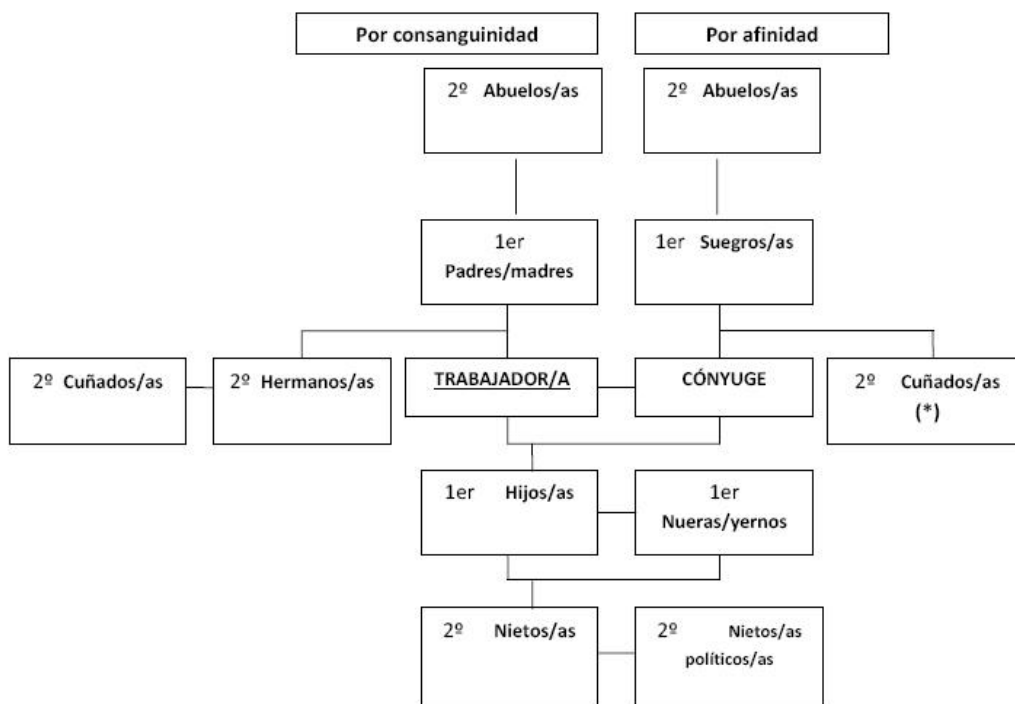 Por consanguinidad
Por afinidad
2º Abuelos/as
2º Abuelos/as
1er
Padres/madres
1er Suegros/as
2º Cuñados/as
2º Hermanos/as
TRABAJADOR/A
CÓNYUGE
2º Cuñados/as
(*)
1er Hijos/as
1er
Nueras/yernos
2º Nietos/as
2º Nietos/as
políticos/as